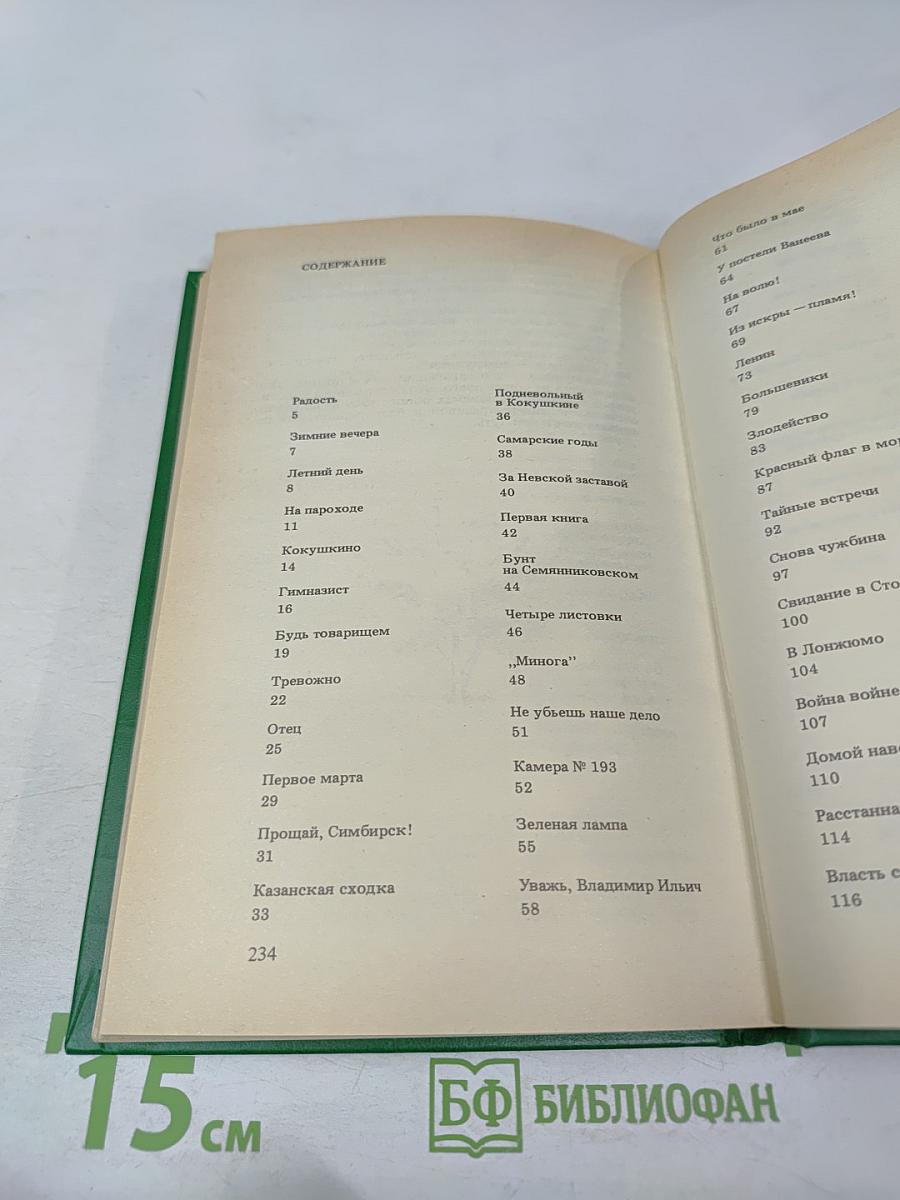 СОДЕРЖАНИЕ
Радость
5
Зимние вечера
7
Летний день
8
На пароходе
11
Кокушкино
14
Гимназист
16
Будь товарищем
19
Тревожно
22
Отец
25
Первое марта
29
Прощай, Симбирск!
31
Казанская сходка
33
Подневольный
в Кокушкине
36
Самарские годы
38
За Невской заставой
40
Первая книга
42
Бунт
на Семянниковском
44
Четыре листовки
46
„Минога”
48
Не убьешь наше дело
51
Камера № 193
52
Зеленая лампа
55
Уважь, Владимир Ильич
58
234
Что было в мае
61
У постели Ванеева
64
На волю!
67
Из искры — пламя!
69
Ленин
73
Большевики
79
Злодейство
83
Красный флаг в мор
87
Тайные встречи
92
Снова чужбина
97
Свидание в Сто
100
В Лонжюмо
104
Война войне
107
Домой нав
110
Расстанна
114
Власть с
116
15 см
БФ БИБЛИОФАН